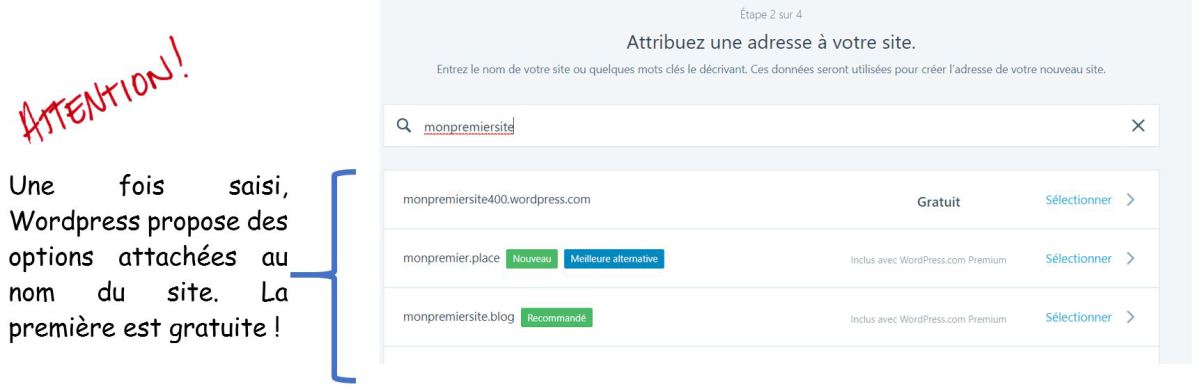 ATTENTION!
Une fois saisi,
Wordpress propose des
options attachées au
nom du site. La
première est gratuite !
Étape 2 sur 4
Attribuez une adresse à votre site.
Entrez le nom de votre site ou quelques mots clés le décrivant. Ces données seront utilisées pour créer l'adresse de votre nouveau site.
monpremiersite
monpremiersite400.wordpress.com Gratuit Sélectionner
monpremier.place Nouveau Meilleure alternative Inclus avec WordPress.com Premium Sélectionner
monpremiersite.blog Recommandé Inclus avec WordPress.com Premium Sélectionner